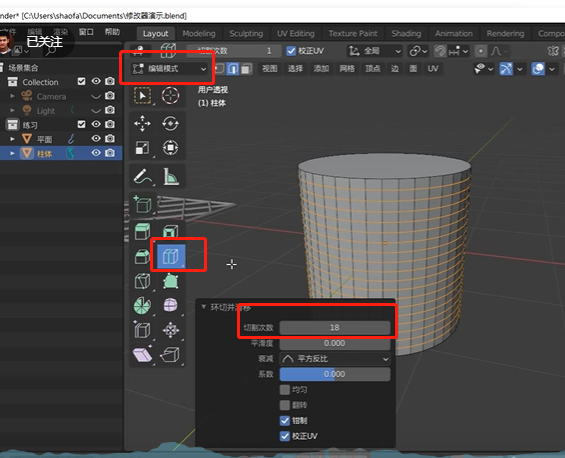 nder* [C:\Users\shaofa\Documents\修改器演示.blend]
渲染 窗口 帮助 Layout Modeling Sculpting UV Editing Texture Paint Shading Animation Rendering Compo
已关注
切割次数 1 校正UV 全局
场景集合
编辑模式 视图 选择 添加 网格 顶点 边 面 UV
Collection
Camera
Light
练习
平面
柱体
用户透视
(1) 柱体
环切并滑移
切割次数 18
平滑度 0.000
衰减 平方反比
系数 0.000
均匀
翻转
钳制
校正UV